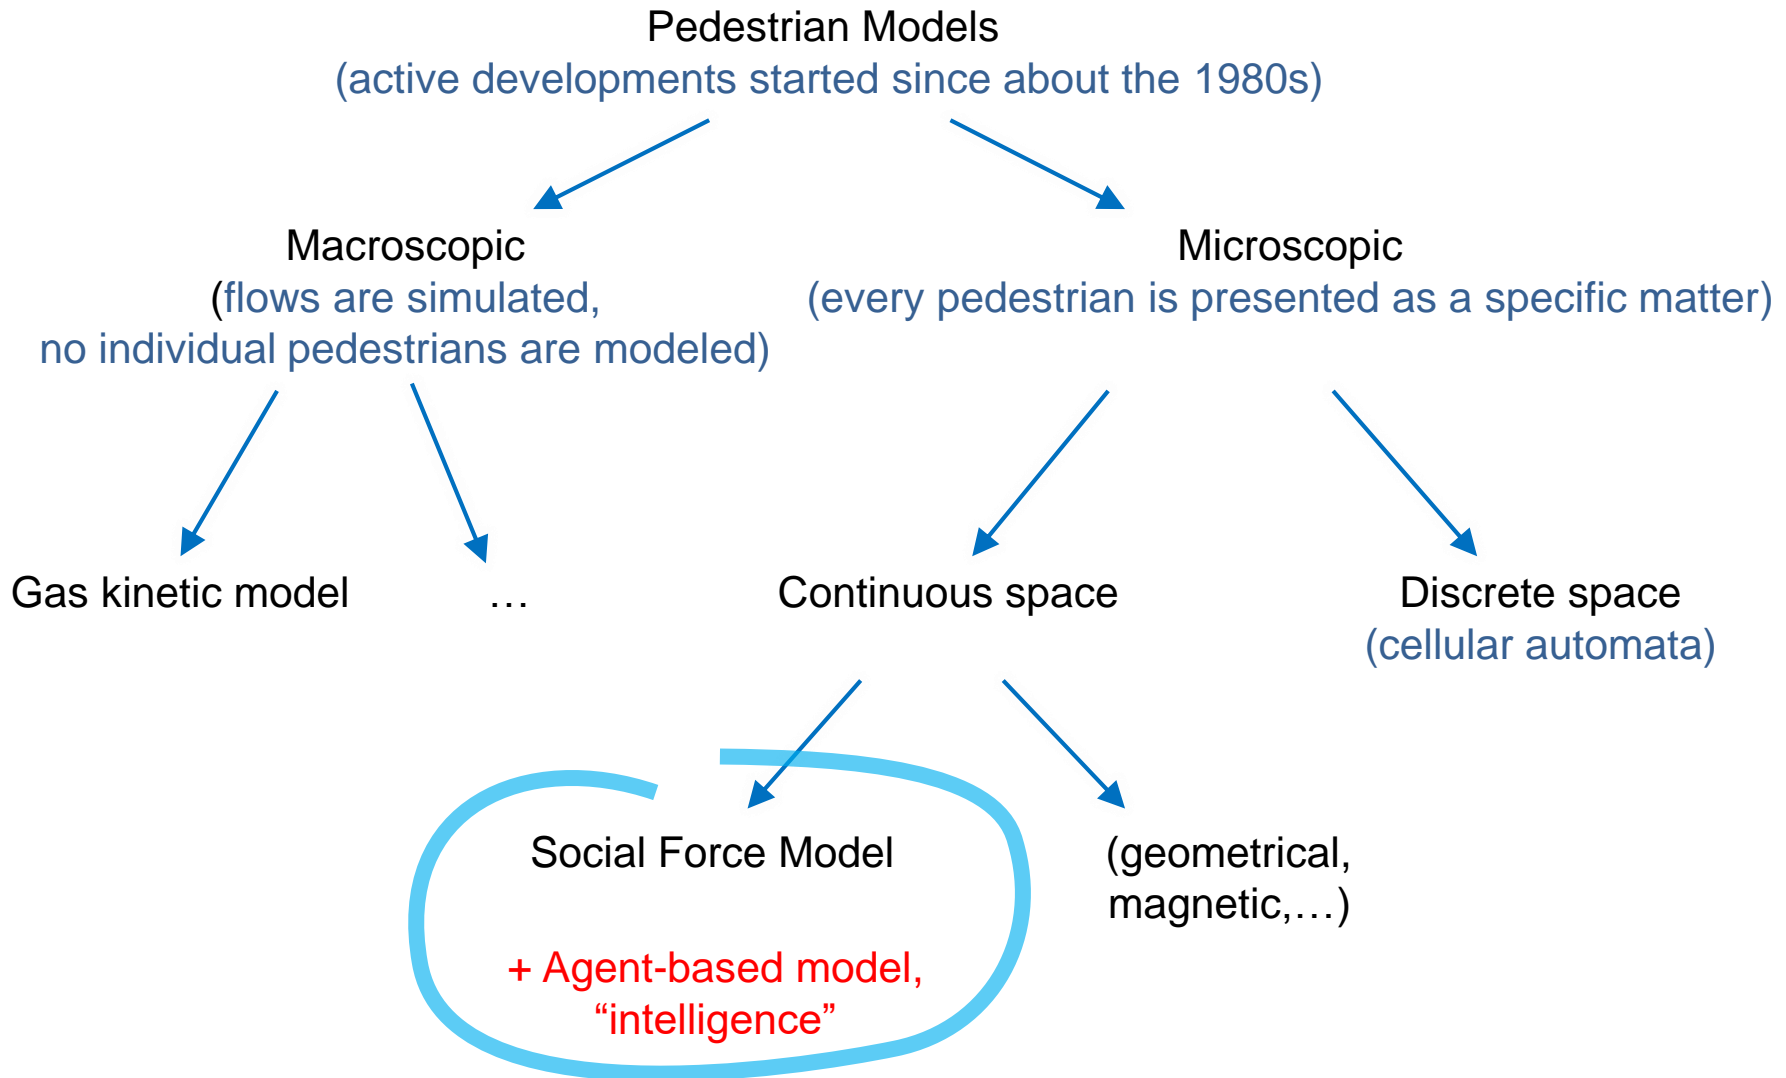 Pedestrian Models
(active developments started since about the 1980s)
Macroscopic
(flows are simulated,
no individual pedestrians are modeled)
Microscopic
(every pedestrian is presented as a specific matter)
Gas kinetic model
…
Continuous space
Discrete space
(cellular automata)
Social Force Model
+ Agent-based model,
“intelligence”
(geometrical,
magnetic,…)